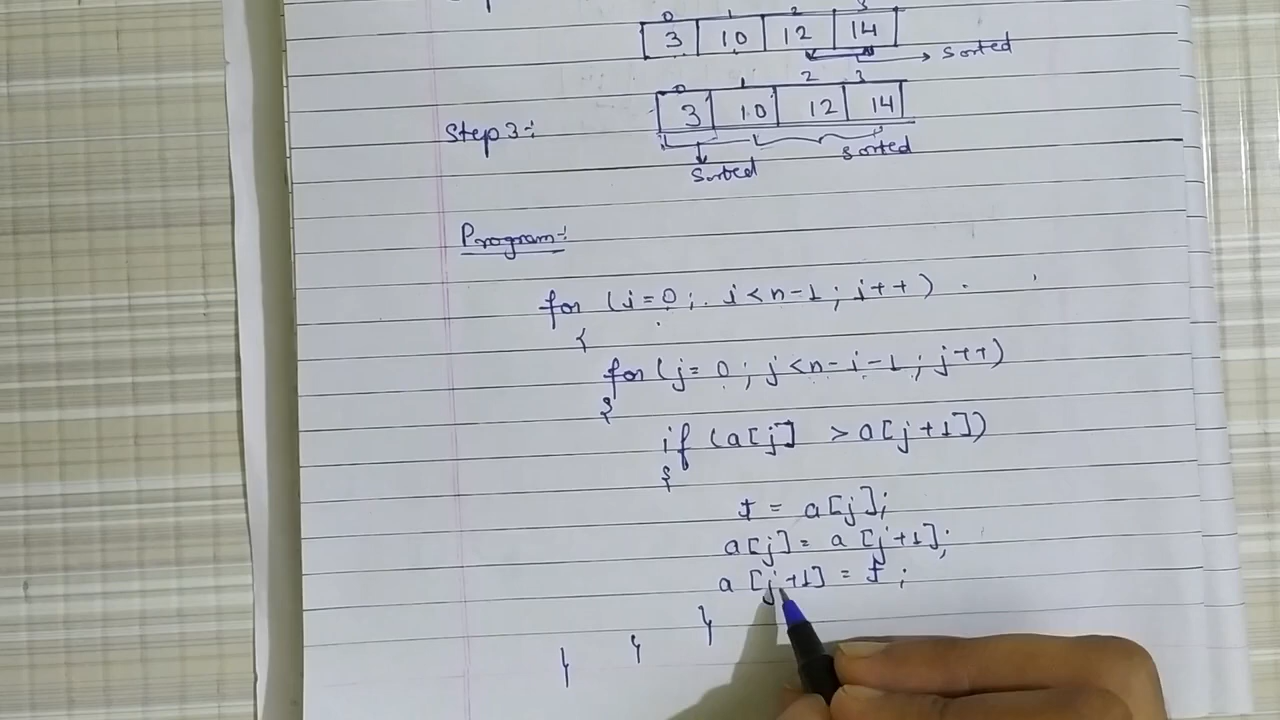 0 1 2 3
3 10 12 14
sorted
0 1 2 3
Step 3:- 3 10 12 14
sorted
Sorted
Program:-
for (i=0; i<n-1; i++)
{
for(j=0; j<n-i-1; j++)
{
if (a[j] >a[j+1])
{
t = a[j];
a[j]= a[j+1];
a[j+1] = t;
}
}
}